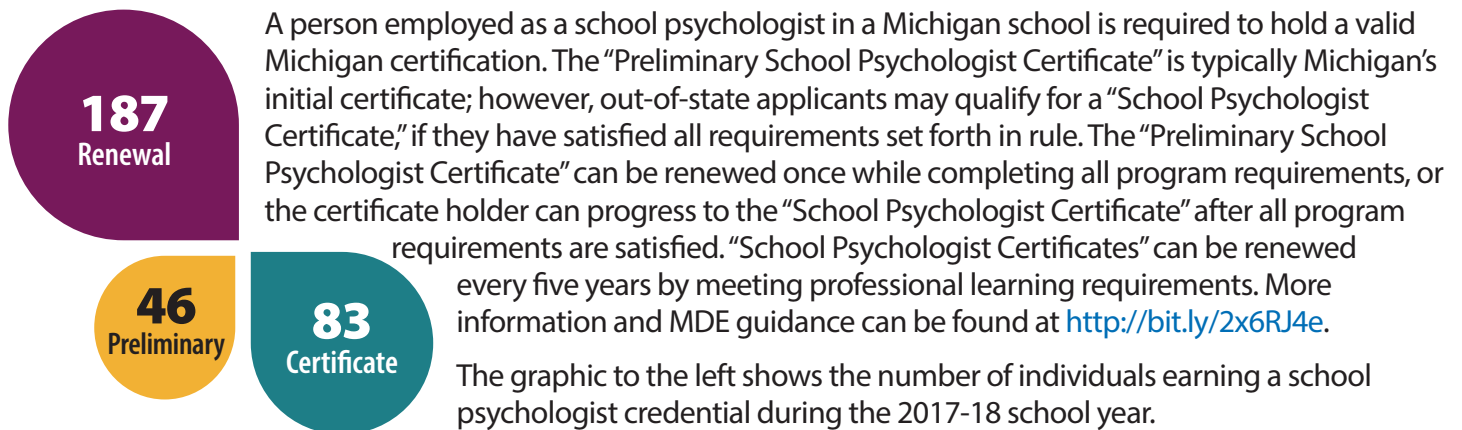 187
Renewal
46
Preliminary
83
Certificate
A person employed as a school psychologist in a Michigan school is required to hold a valid
Michigan certification. The “Preliminary School Psychologist Certificate” is typically Michigan’s
initial certificate; however, out-of-state applicants may qualify for a “School Psychologist
Certificate,” if they have satisfied all requirements set forth in rule. The “Preliminary School
Psychologist Certificate” can be renewed once while completing all program requirements, or
the certificate holder can progress to the “School Psychologist Certificate” after all program
requirements are satisfied. “School Psychologist Certificates” can be renewed
every five years by meeting professional learning requirements. More
information and MDE guidance can be found at http://bit.ly/2x6RJ4e.
The graphic to the left shows the number of individuals earning a school
psychologist credential during the 2017-18 school year.